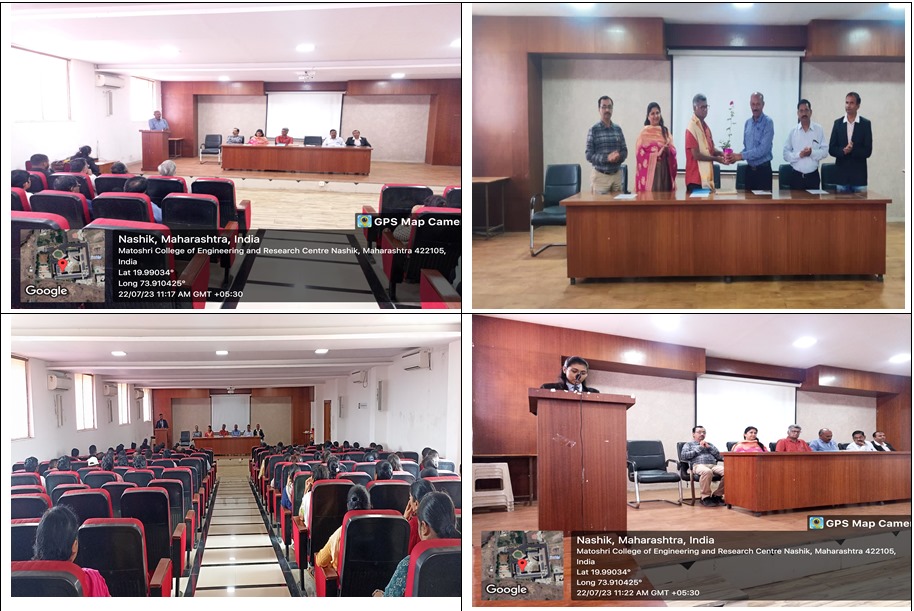 GPS Map Came
Nashik, Maharashtra, India
Matoshri College of Engineering and Research Centre Nashik, Maharashtra 422105,
India
Lat 19.99034°
Long 73.910425°
22/07/23 11:17 AM GMT +05:30
Google
GPS Map Came
Nashik, Maharashtra, India
Matoshri College of Engineering and Research Centre Nashik, Maharashtra 422105,
India
Lat 19.99034°
Long 73.910425°
22/07/23 11:22 AM GMT +05:30
Google